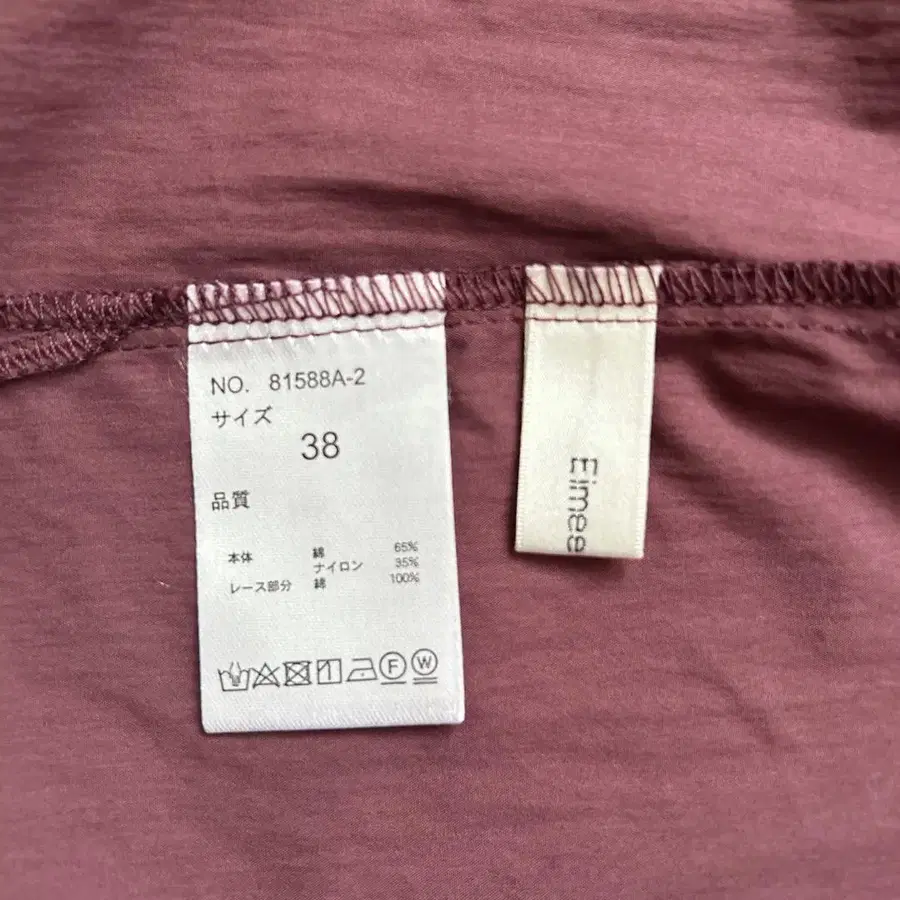 NO. 81588A-2
サイズ
38
品質
本体 綿 65%
ナイロン 35%
レース部分 綿 100%
F W
Eimee